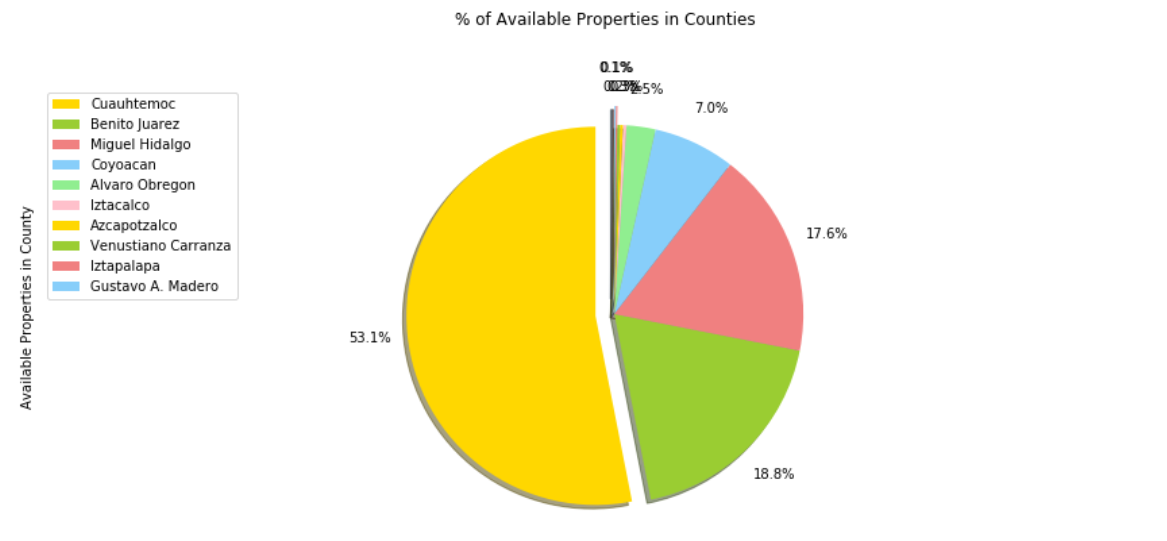 % of Available Properties in Counties
0.1%
2.5%
7.0%
Cuauhtemoc
Benito Juarez
Miguel Hidalgo
Coyoacan
Alvaro Obregon
Iztacalco
Azcapotzalco
Venustiano Carranza
Iztapalapa
Gustavo A. Madero
Available Properties in County
17.6%
53.1%
18.8%